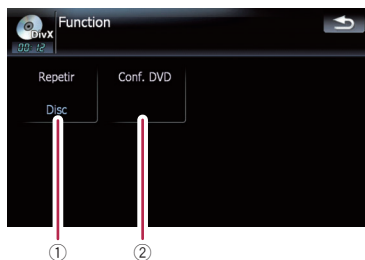 Function
DivX
00:12
Repetir
Conf. DVD
Disc
① ②